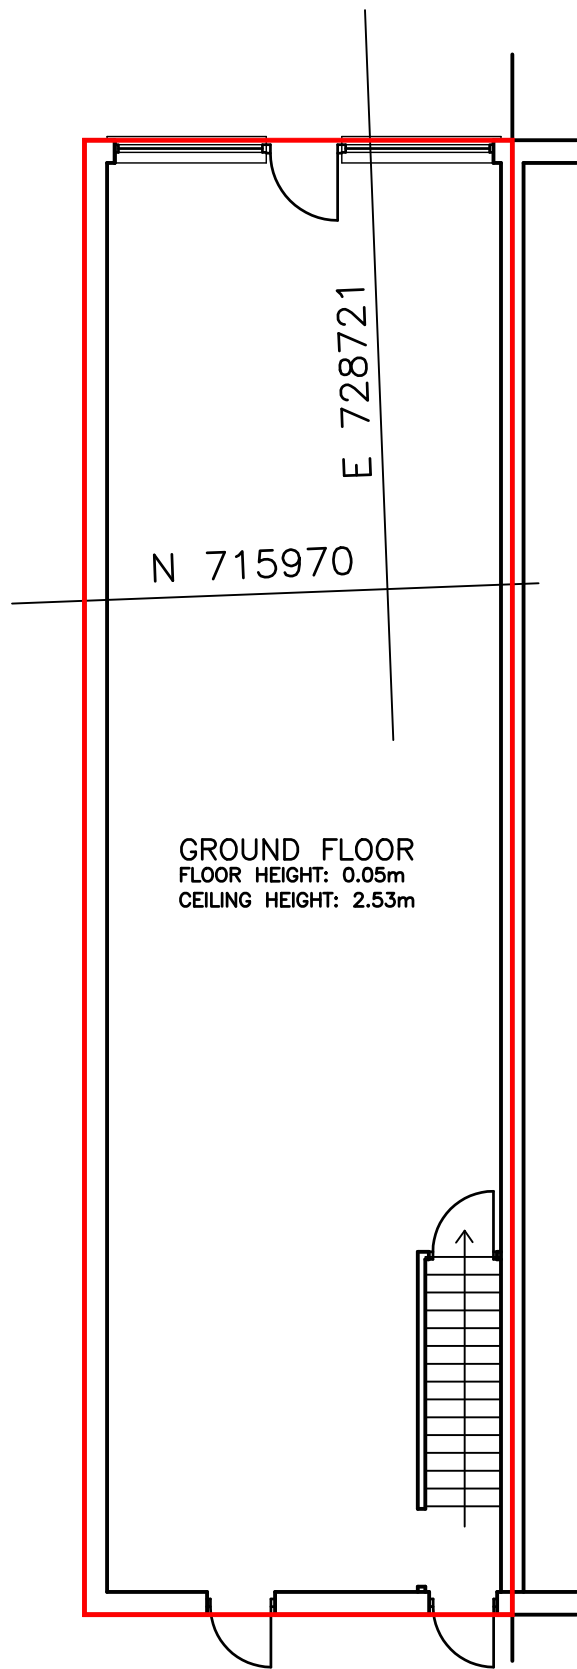 E 728721
N 715970
GROUND FLOOR
FLOOR HEIGHT: 0.05m
CEILING HEIGHT: 2.53m